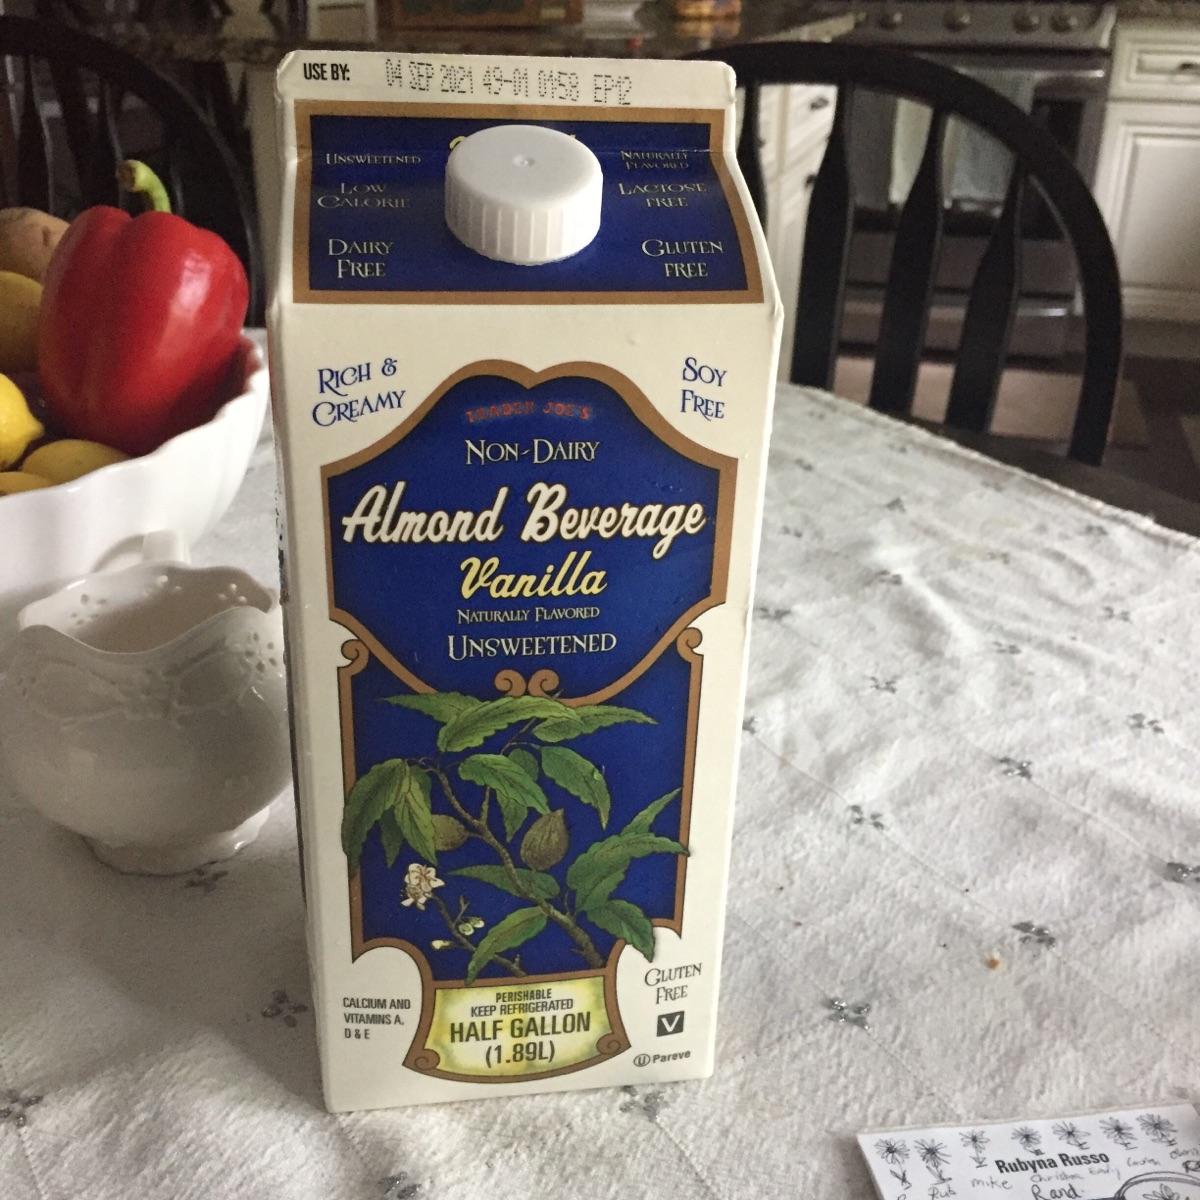 USE BY: 04 SEP 2021 49-01 0158 EP12
UNSWEETENED
NATURALLY
FLAVORED
LOW
CALORIE
LACTOSE
FREE
DAIRY
FREE
GLUTEN
FREE
RICH &
CREAMY
SOY
FREE
TRADER JOE'S
NON-DAIRY
Almond Beverage
Vanilla
NATURALLY FLAVORED
UNSWEETENED
CALCIUM AND
VITAMINS A,
D & E
PERISHABLE
KEEP REFRIGERATED
HALF GALLON
(1.89L)
GLUTEN
FREE
V
U Pareve
Rubyna Russo
mike